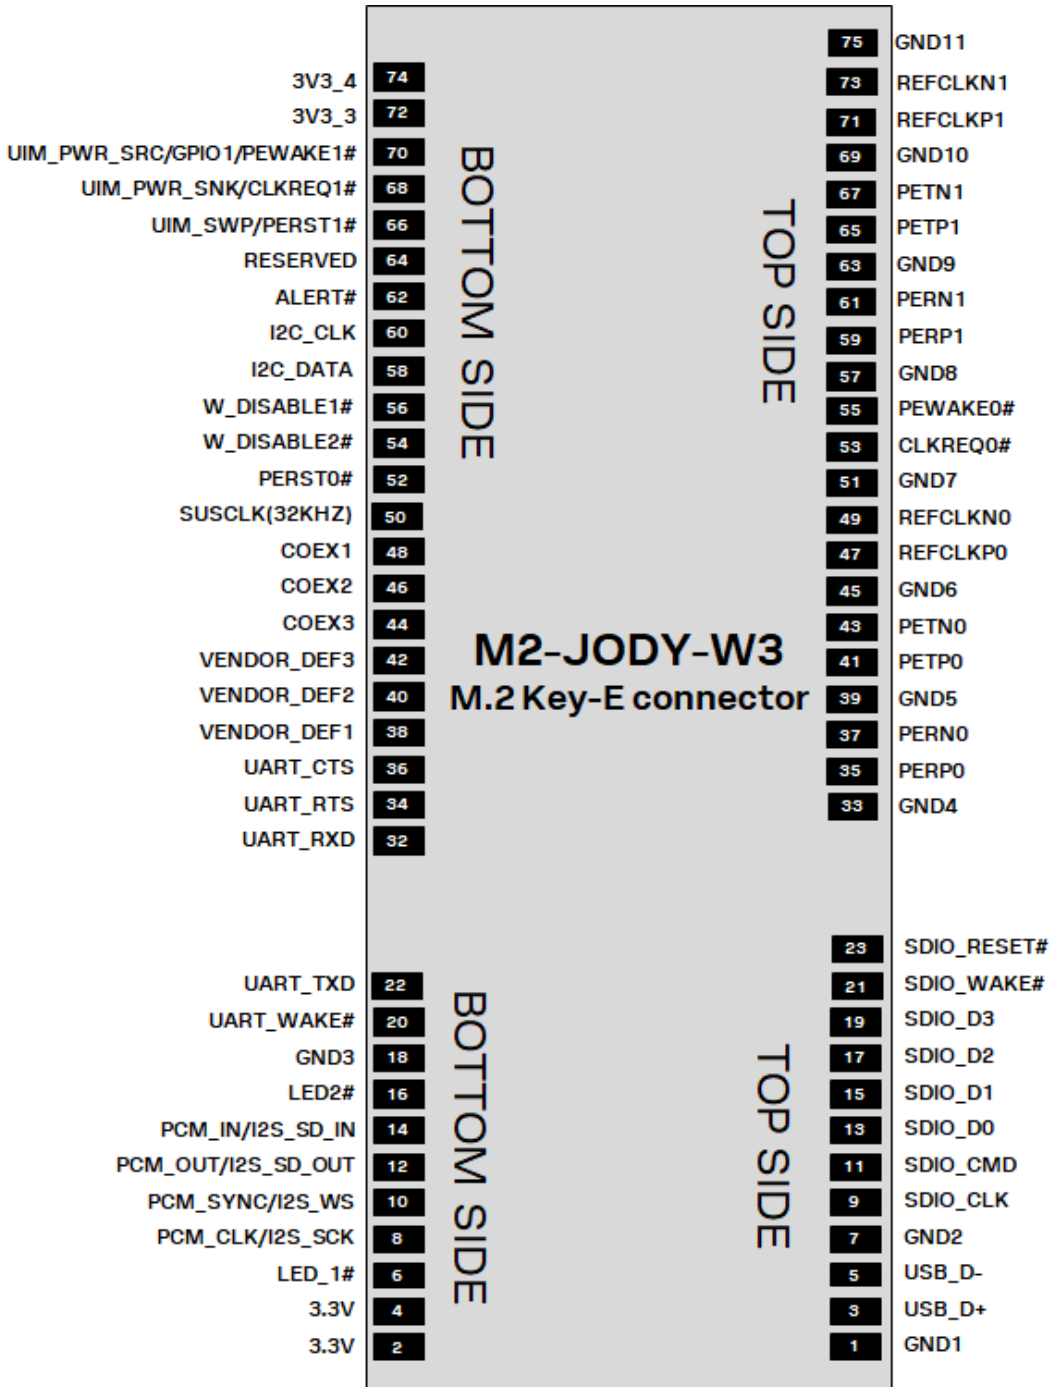 75 GND11
3V3_4 74 73 REFCLKN1
3V3_3 72 71 REFCLKP1
UIM_PWR_SRC/GPIO1/PEWAKE1# 70 69 GND10
UIM_PWR_SNK/CLKREQ1# 68 67 PETN1
UIM_SWP/PERST1# 66 65 PETP1
RESERVED 64 63 GND9
ALERT# 62 61 PERN1
I2C_CLK 60 59 PERP1
I2C_DATA 58 57 GND8
W_DISABLE1# 56 55 PEWAKE0#
W_DISABLE2# 54 53 CLKREQ0#
PERST0# 52 51 GND7
SUSCLK(32KHZ) 50 49 REFCLKN0
COEX1 48 47 REFCLKP0
COEX2 46 45 GND6
COEX3 44 43 PETN0
VENDOR_DEF3 42 41 PETP0
VENDOR_DEF2 40 39 GND5
VENDOR_DEF1 38 37 PERN0
UART_CTS 36 35 PERP0
UART_RTS 34 33 GND4
UART_RXD 32
BOTTOM SIDE
TOP SIDE
M2-JODY-W3
M.2 Key-E connector
23 SDIO_RESET#
UART_TXD 22 21 SDIO_WAKE#
UART_WAKE# 20 19 SDIO_D3
GND3 18 17 SDIO_D2
LED2# 16 15 SDIO_D1
PCM_IN/I2S_SD_IN 14 13 SDIO_D0
PCM_OUT/I2S_SD_OUT 12 11 SDIO_CMD
PCM_SYNC/I2S_WS 10 9 SDIO_CLK
PCM_CLK/I2S_SCK 8 7 GND2
LED_1# 6 5 USB_D-
3.3V 4 3 USB_D+
3.3V 2 1 GND1
BOTTOM SIDE
TOP SIDE